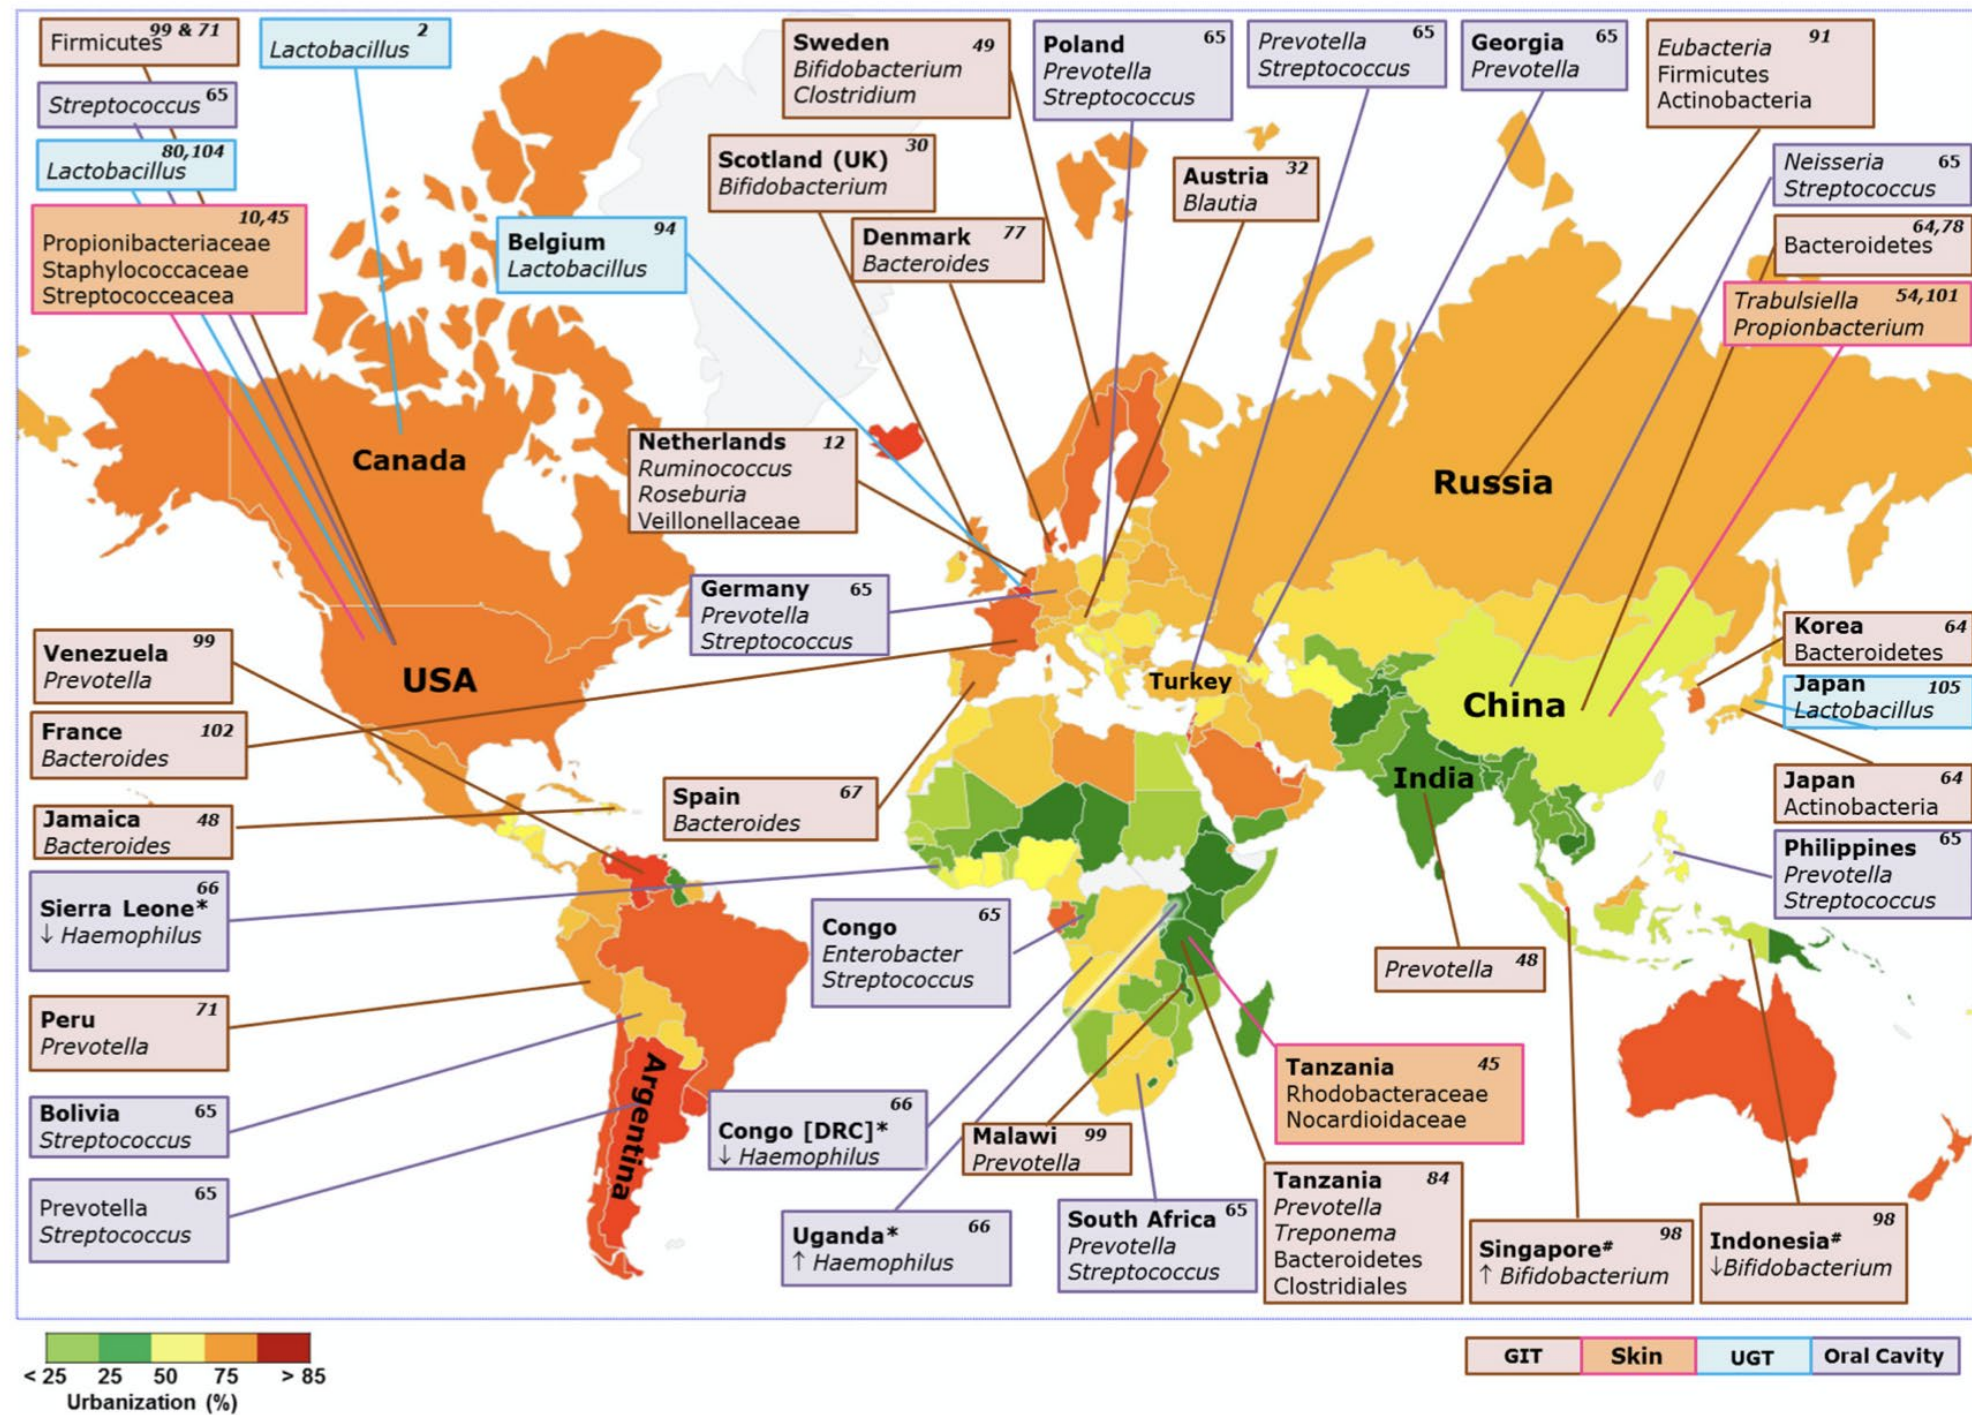 Firmicutes 99 & 71
Streptococcus 65
Lactobacillus 80,104
10,45
Propionibacteriaceae
Staphylococcaceae
Streptococceacea
Lactobacillus 2
Belgium 94
Lactobacillus
Sweden 49
Bifidobacterium
Clostridium
Scotland (UK) 30
Bifidobacterium
Denmark 77
Bacteroides
Poland 65
Prevotella
Streptococcus
Austria 32
Blautia
Prevotella 65
Streptococcus
Georgia 65
Prevotella
Eubacteria 91
Firmicutes
Actinobacteria
Neisseria 65
Streptococcus
64,78
Bacteroidetes
Trabulsiella 54,101
Propionbacterium
Canada
Netherlands 12
Ruminococcus
Roseburia
Veillonellaceae
Russia
Germany 65
Prevotella
Streptococcus
USA
Turkey
China
India
Argentina
Venezuela 99
Prevotella
France 102
Bacteroides
Jamaica 48
Bacteroides
66
Sierra Leone*
↓ Haemophilus
Peru 71
Prevotella
Bolivia 65
Streptococcus
65
Prevotella
Streptococcus
Spain 67
Bacteroides
Congo 65
Enterobacter
Streptococcus
66
Congo [DRC]*
↓ Haemophilus
Uganda* 66
↑ Haemophilus
Malawi 99
Prevotella
South Africa 65
Prevotella
Streptococcus
Tanzania 45
Rhodobacteraceae
Nocardioidaceae
Tanzania 84
Prevotella
Treponema
Bacteroidetes
Clostridiales
Prevotella 48
Korea 64
Bacteroidetes
Japan 105
Lactobacillus
Japan 64
Actinobacteria
Philippines 65
Prevotella
Streptococcus
Singapore# 98
↑ Bifidobacterium
Indonesia# 98
↓Bifidobacterium
< 25 25 50 75 > 85
Urbanization (%)
GIT Skin UGT Oral Cavity